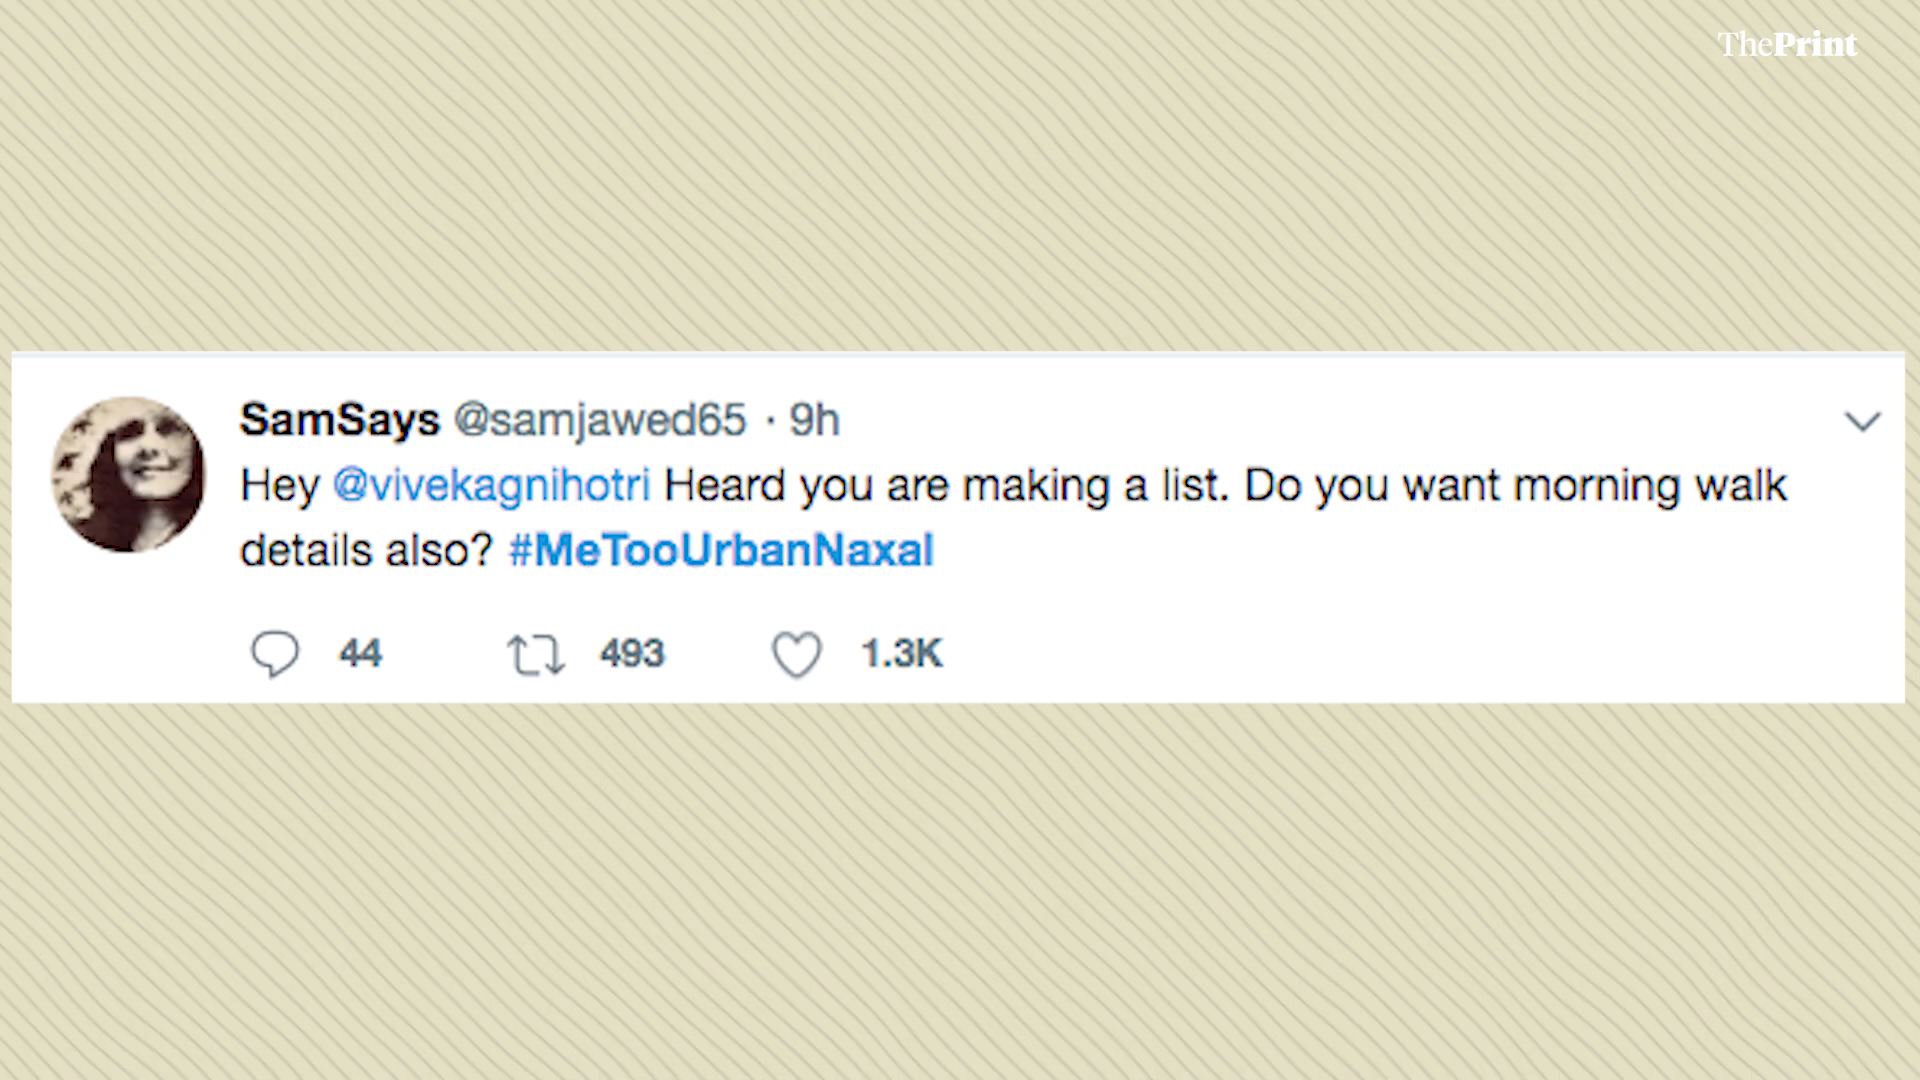 ThePrint
SamSays @samjawed65 · 9h
Hey @vivekagnihotri Heard you are making a list. Do you want morning walk
details also? #MeTooUrbanNaxal
44 493 1.3K